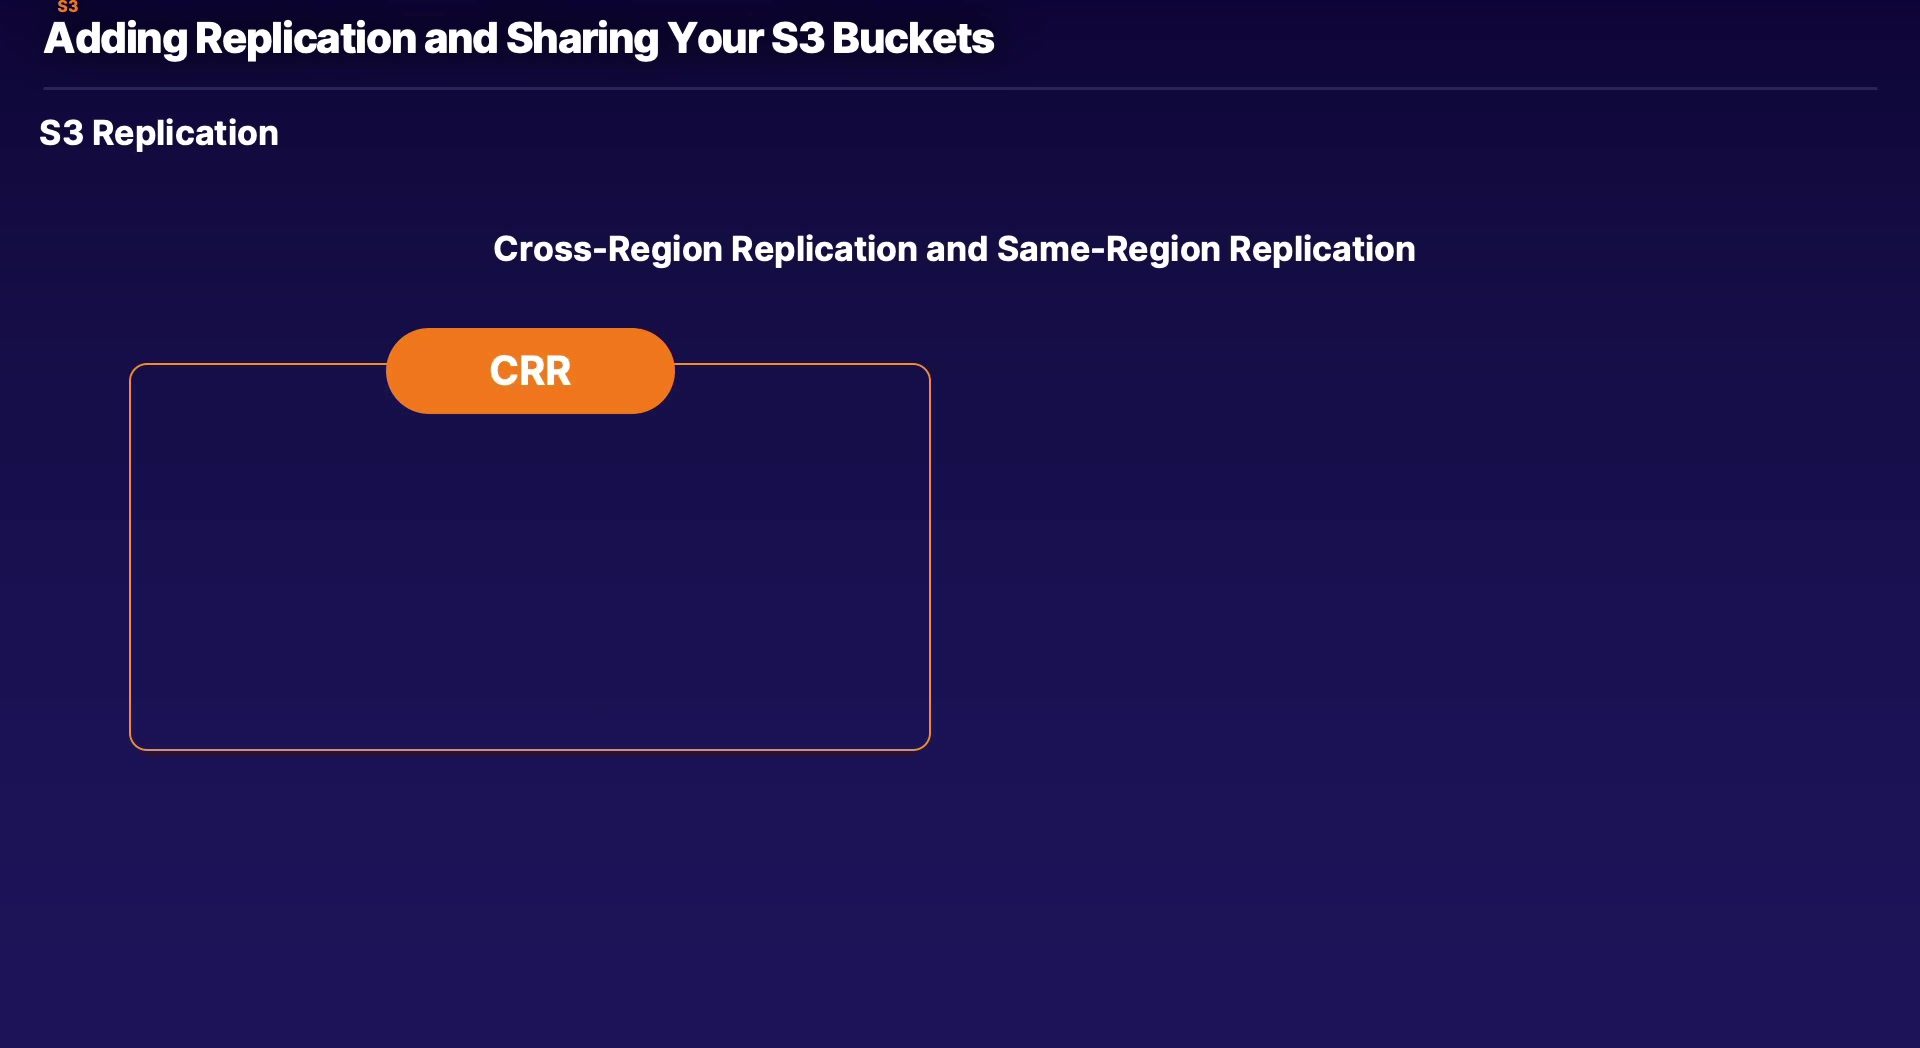 S3
Adding Replication and Sharing Your S3 Buckets
S3 Replication
Cross-Region Replication and Same-Region Replication
CRR